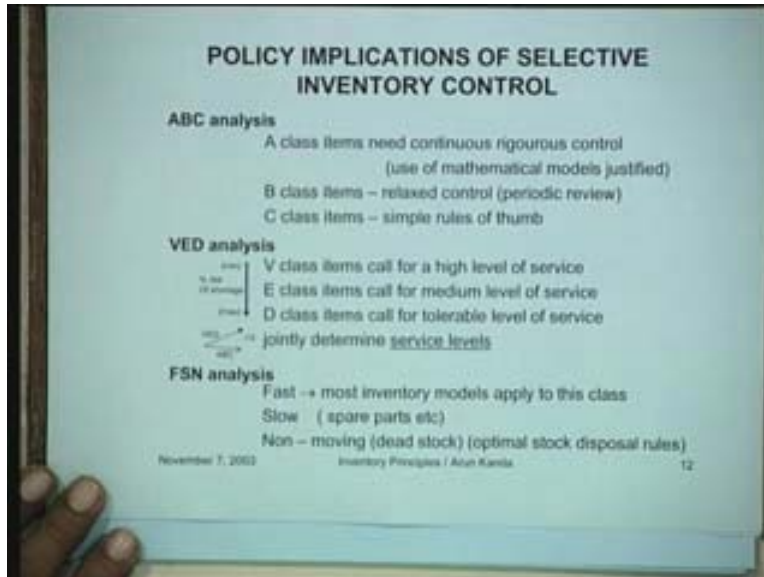 POLICY IMPLICATIONS OF SELECTIVE
INVENTORY CONTROL
ABC analysis
A class items need continuous rigourous control
(use of mathematical models justified)
B class items – relaxed control (periodic review)
C class items – simple rules of thumb
VED analysis
V class items call for a high level of service
E class items call for medium level of service
D class items call for tolerable level of service
jointly determine service levels
FSN analysis
Fast → most inventory models apply to this class
Slow ( spare parts etc)
Non – moving (dead stock) (optimal stock disposal rules)
November 7, 2003 Inventory Principles / Arun Kanda 12